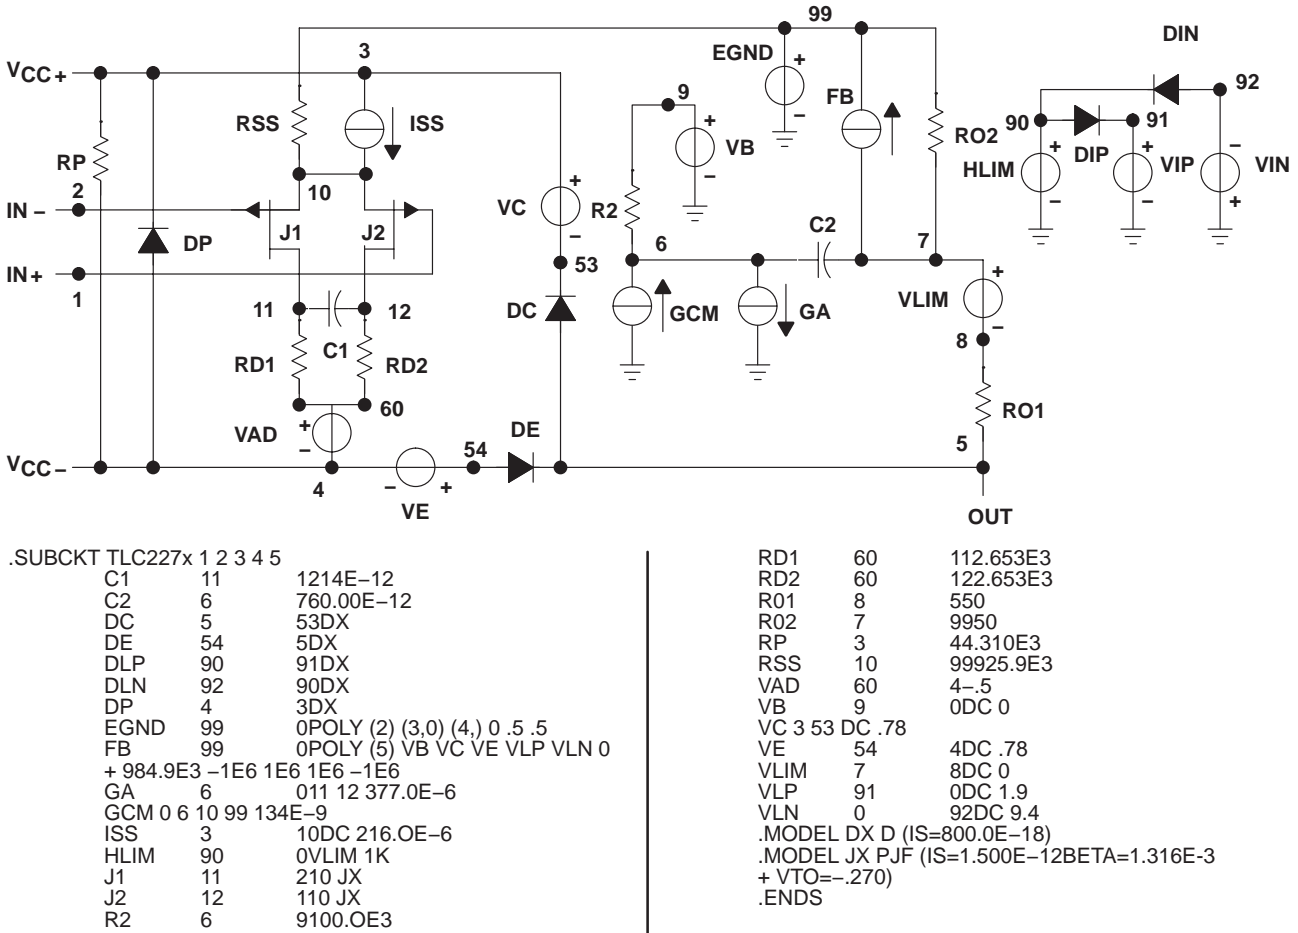 99
DIN
3
EGND
+
VCC+
92
9
FB
–
RSS
ISS
+
RO2
90
91
–
RP
VB
DIP
+
+
–
HLIM
VIP
VIN
2
10
–
+
–
–
+
IN –
VC
R2
C2
J1
J2
–
6
7
DP
IN+
53
+
1
GCM
GA
VLIM
11
12
DC
–
8
C1
RD1
RD2
60
RO1
+
VAD
DE
–
54
5
VCC–
4
–
+
VE
OUT
.SUBCKT TLC227x 1 2 3 4 5
C1 11 1214E–12
C2 6 760.00E–12
DC 5 53DX
DE 54 5DX
DLP 90 91DX
DLN 92 90DX
DP 4 3DX
EGND 99 0POLY (2) (3,0) (4,) 0 .5 .5
FB 99 0POLY (5) VB VC VE VLP VLN 0
+ 984.9E3 –1E6 1E6 1E6 –1E6
GA 6 011 12 377.0E–6
GCM 0 6 10 99 134E–9
ISS 3 10DC 216.OE–6
HLIM 90 0VLIM 1K
J1 11 210 JX
J2 12 110 JX
R2 6 9100.OE3
RD1 60 112.653E3
RD2 60 122.653E3
R01 8 550
R02 7 9950
RP 3 44.310E3
RSS 10 99925.9E3
VAD 60 4–.5
VB 9 0DC 0
VC 3 53 DC .78
VE 54 4DC .78
VLIM 7 8DC 0
VLP 91 0DC 1.9
VLN 0 92DC 9.4
.MODEL DX D (IS=800.0E–18)
.MODEL JX PJF (IS=1.500E–12BETA=1.316E-3
+ VTO=–.270)
.ENDS